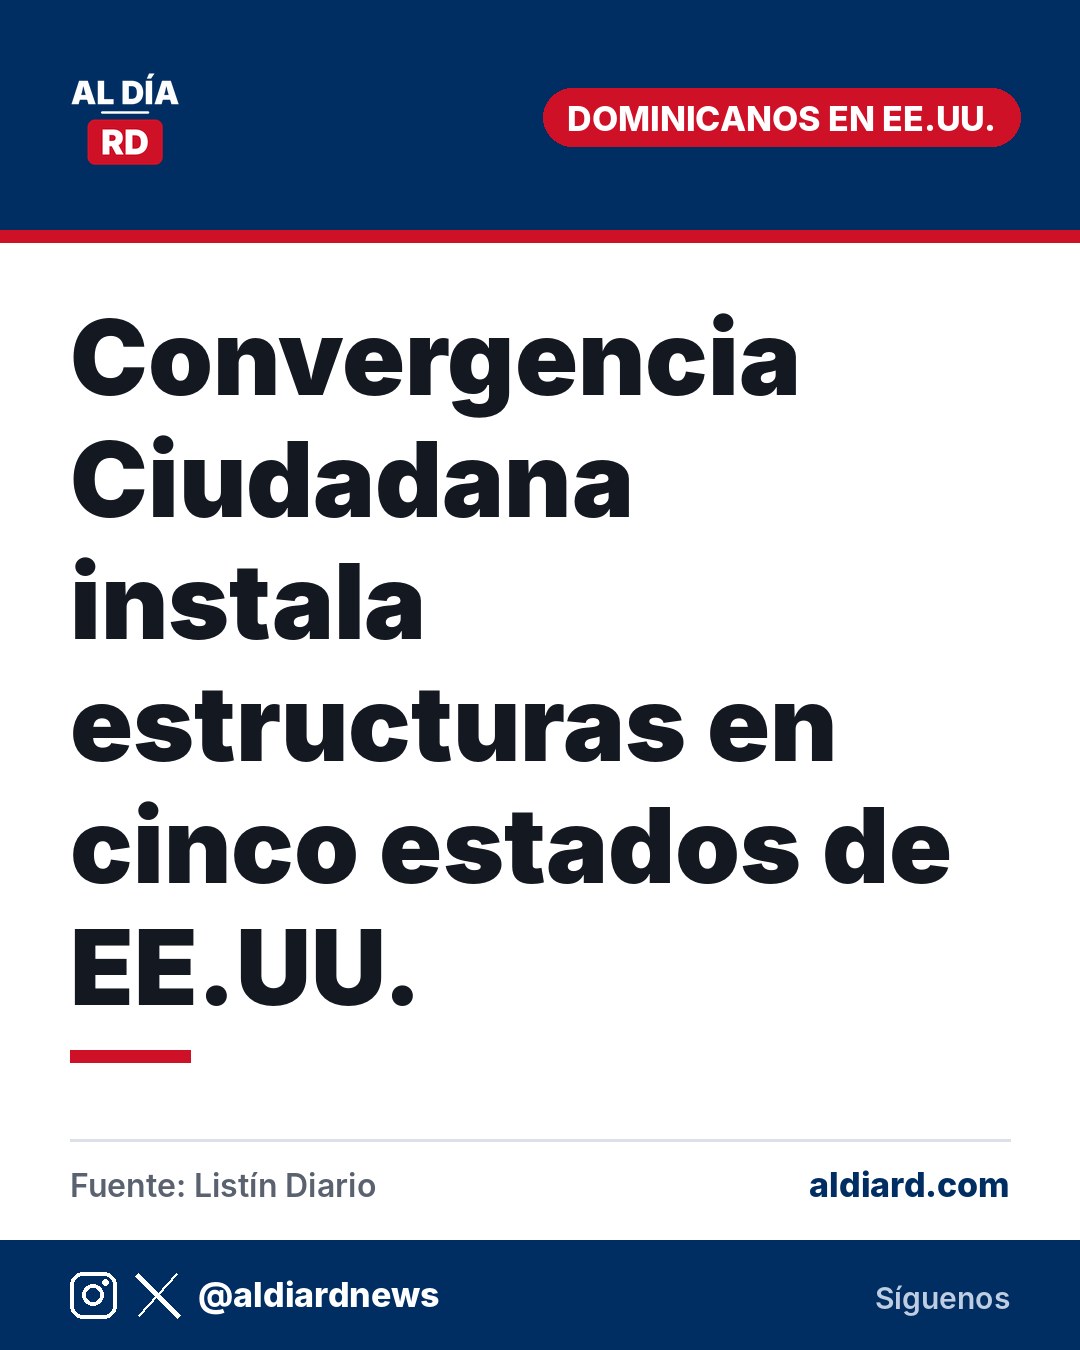 AL DÍA
RD
DOMINICANOS EN EE.UU.
Convergencia
Ciudadana
instala
estructuras en
cinco estados de
EE.UU.
Fuente: Listín Diario
aldiard.com
@aldiardnews
Síguenos